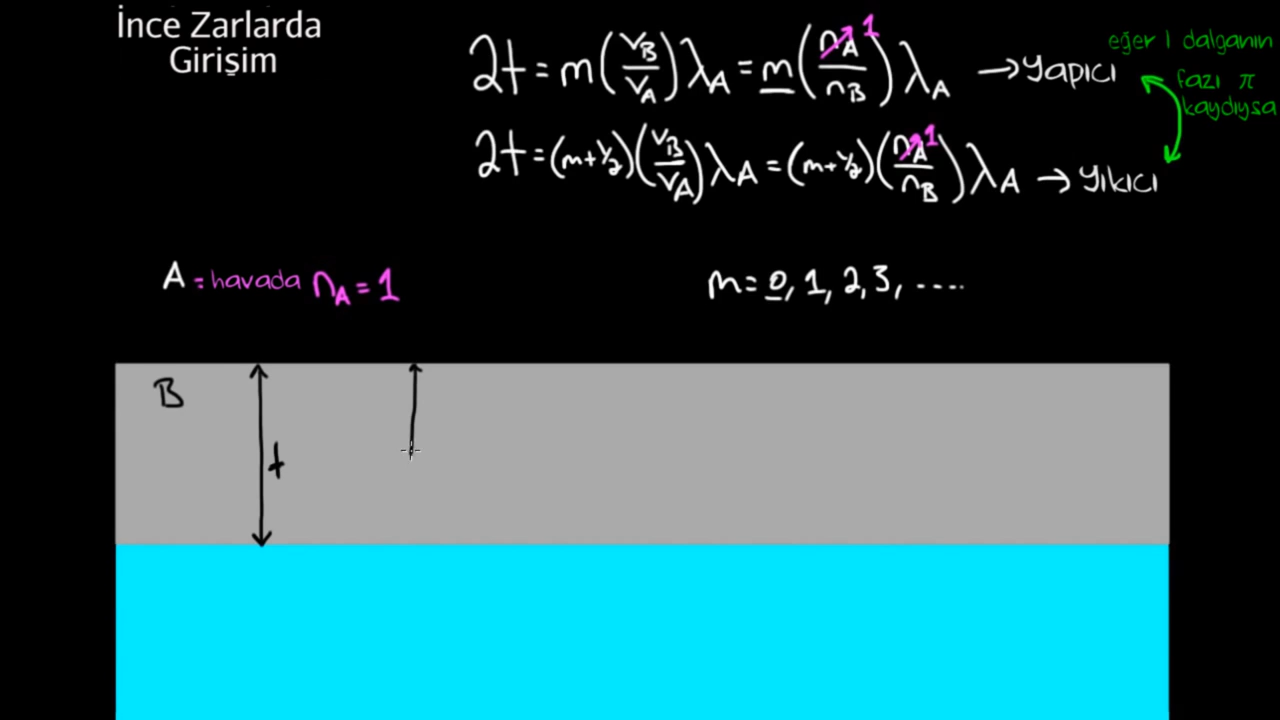 İnce Zarlarda
Girişim
2t = m(vB/vA)λA = m(nA/nB)λA → yapıcı
1
eğer 1 dalganın
fazı π
kaydıysa
2t = (m+1/2)(vB/vA)λA = (m+1/2)(nA/nB)λA → yıkıcı
1
A = havada nA = 1
m = 0, 1, 2, 3, ....
B
t